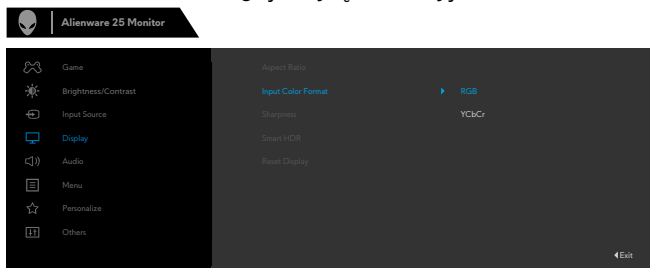 Alienware 25 Monitor
Game
Aspect Ratio
Brightness/Contrast
Input Color Format
RGB
Input Source
Sharpness
YCbCr
Display
Smart HDR
Audio
Reset Display
Menu
Personalize
Others
Exit